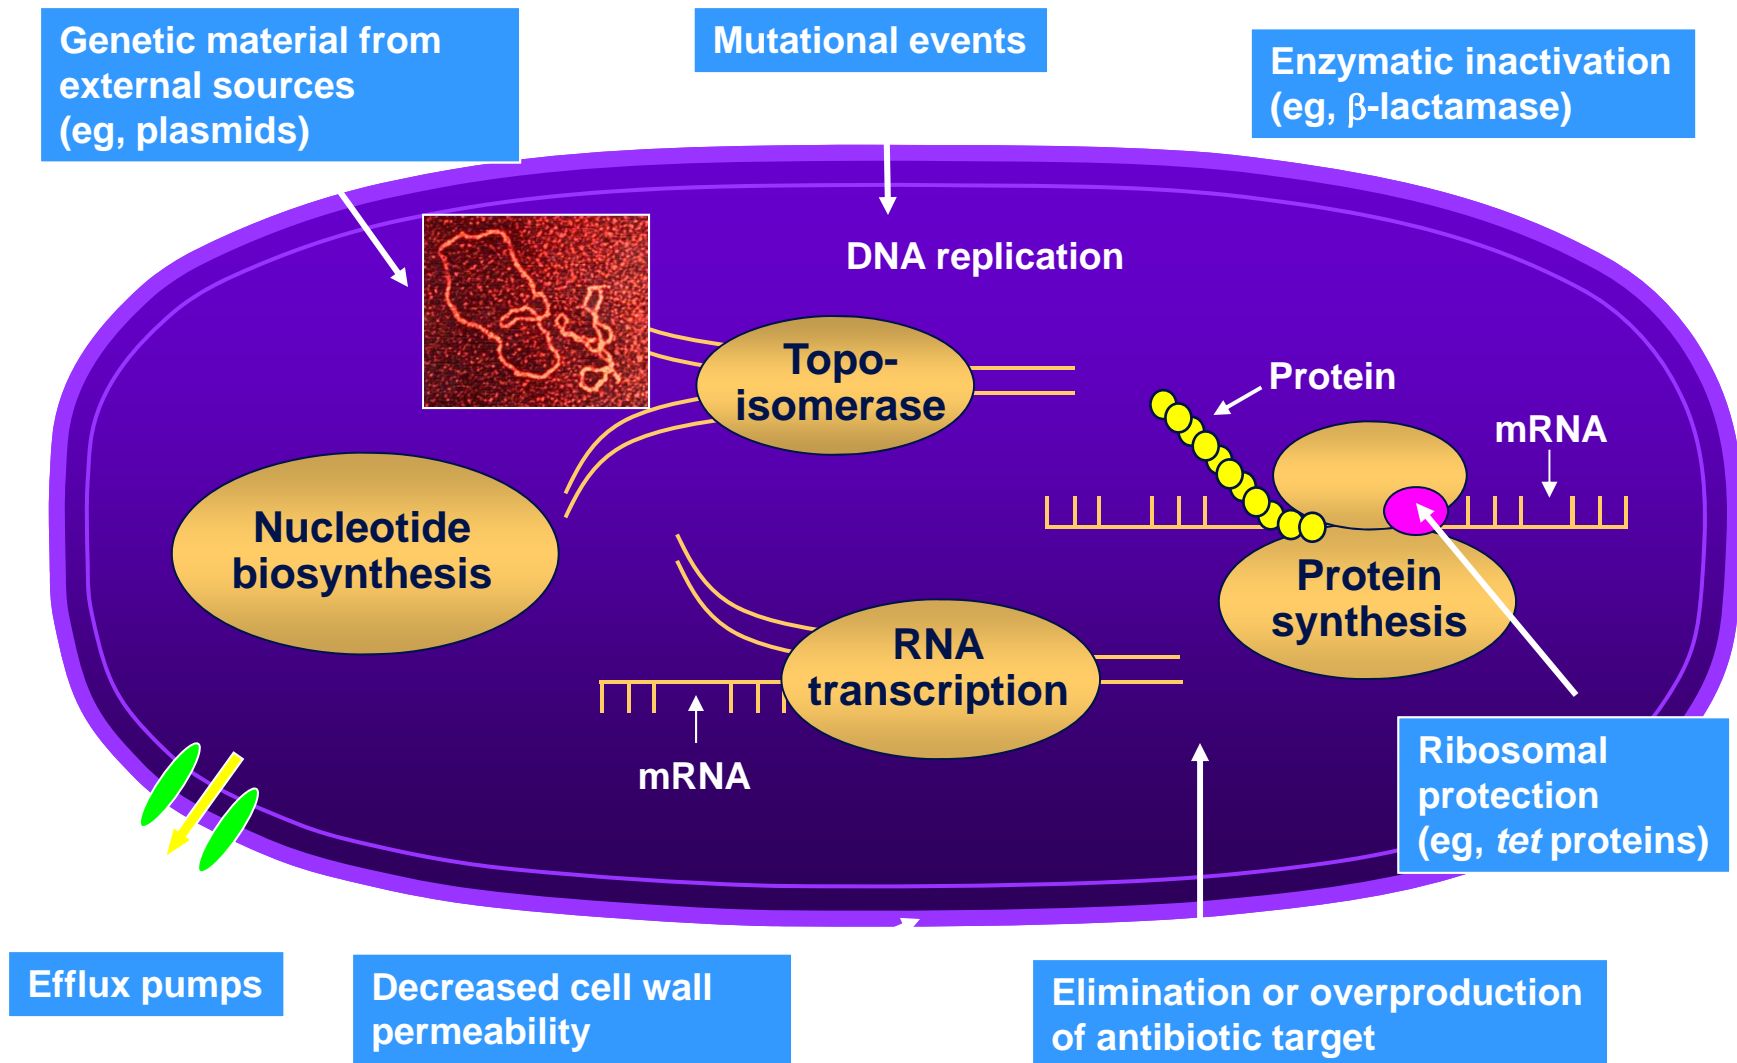 Genetic material from
external sources
(eg, plasmids)
Mutational events
Enzymatic inactivation
(eg, β-lactamase)
DNA replication
Topo-
isomerase
Protein
mRNA
Nucleotide
biosynthesis
Protein
synthesis
RNA
transcription
mRNA
Ribosomal
protection
(eg, tet proteins)
Efflux pumps
Decreased cell wall
permeability
Elimination or overproduction
of antibiotic target